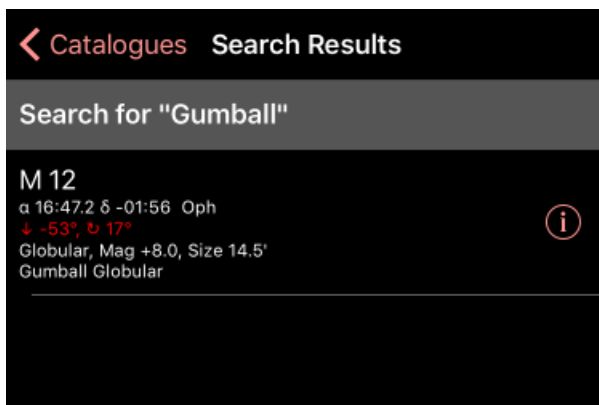 Catalogues Search Results
Search for "Gumball"
M 12
α 16:47.2 δ -01:56 Oph
↓ -53°, ↻ 17°
Globular, Mag +8.0, Size 14.5'
Gumball Globular